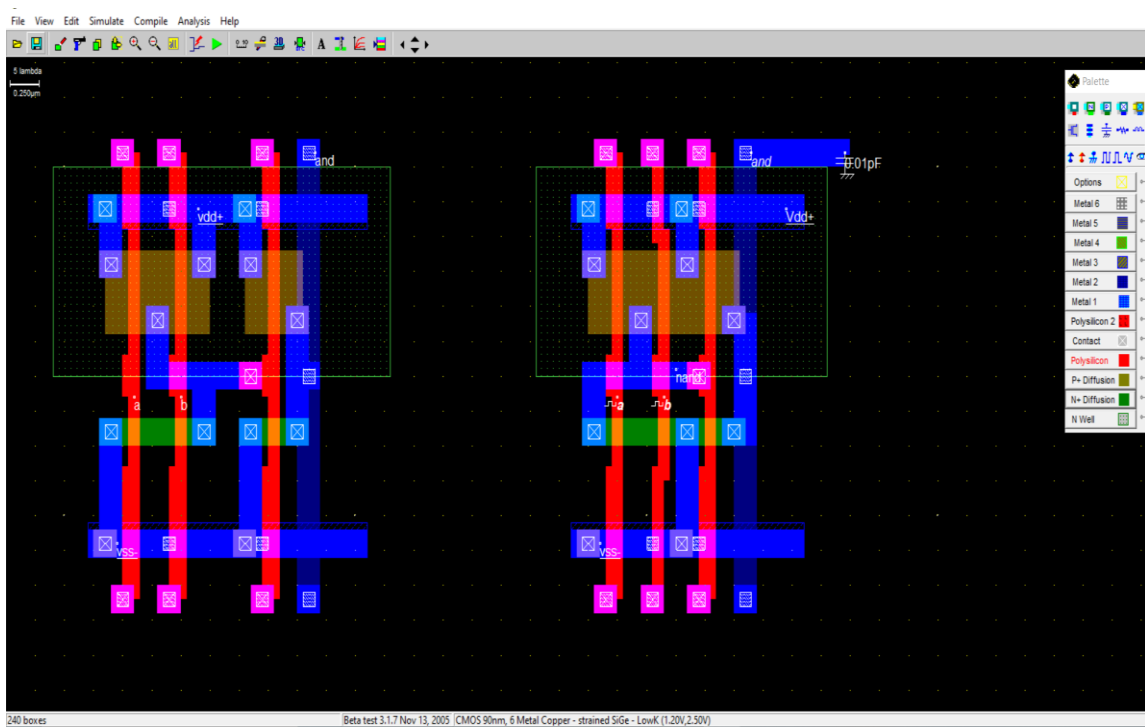 File View Edit Simulate Compile Analysis Help
5 lambda
0.250µm
Palette
Options
Metal 6
Metal 5
Metal 4
Metal 3
Metal 2
Metal 1
Polysilicon 2
Contact
Polysilicon
P+ Diffusion
N+ Diffusion
N Well
and
vdd+
a
b
vss-
and
0.01pF
Vdd+
nand
a
b
vss-
240 boxes
Beta test 3.1.7 Nov 13, 2005
CMOS 90nm, 6 Metal Copper - strained SiGe - LowK (1.20V,2.50V)